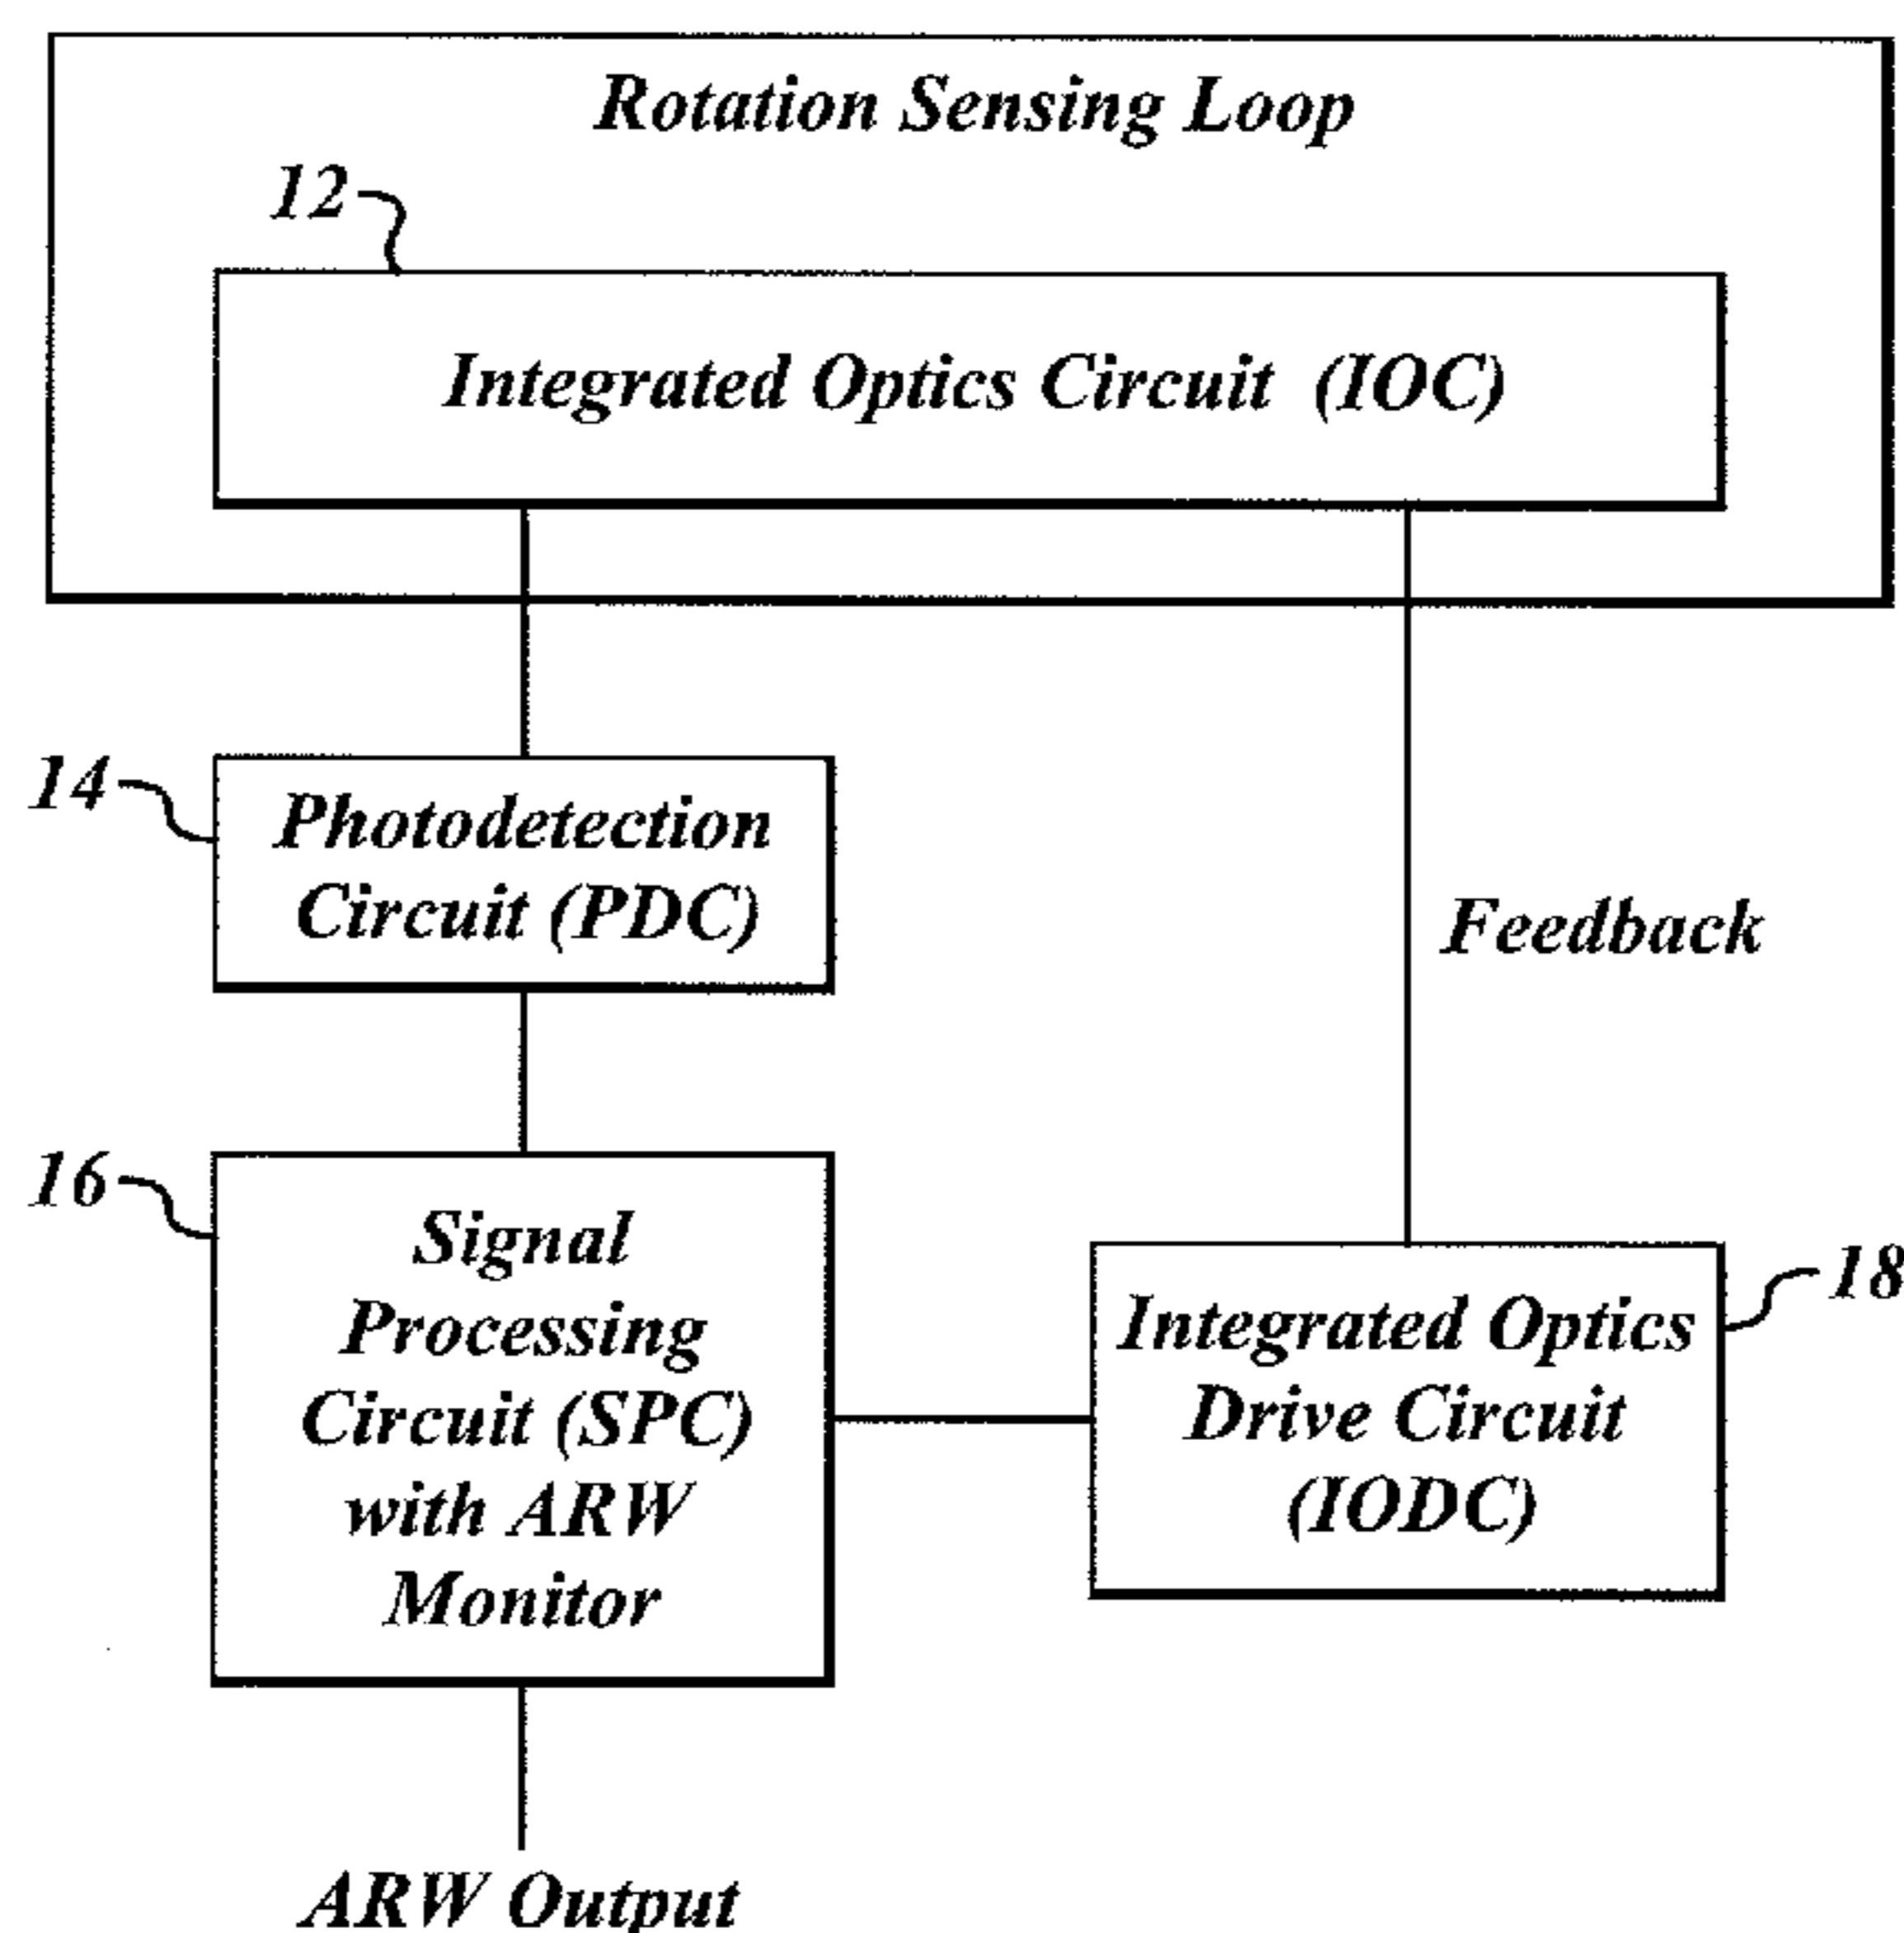 Rotation Sensing Loop
12
Integrated Optics Circuit (IOC)
14
Photodetection
Circuit (PDC)
Feedback
16
Signal
Processing
Circuit (SPC)
with ARW
Monitor
18
Integrated Optics
Drive Circuit
(IODC)
ARW Output